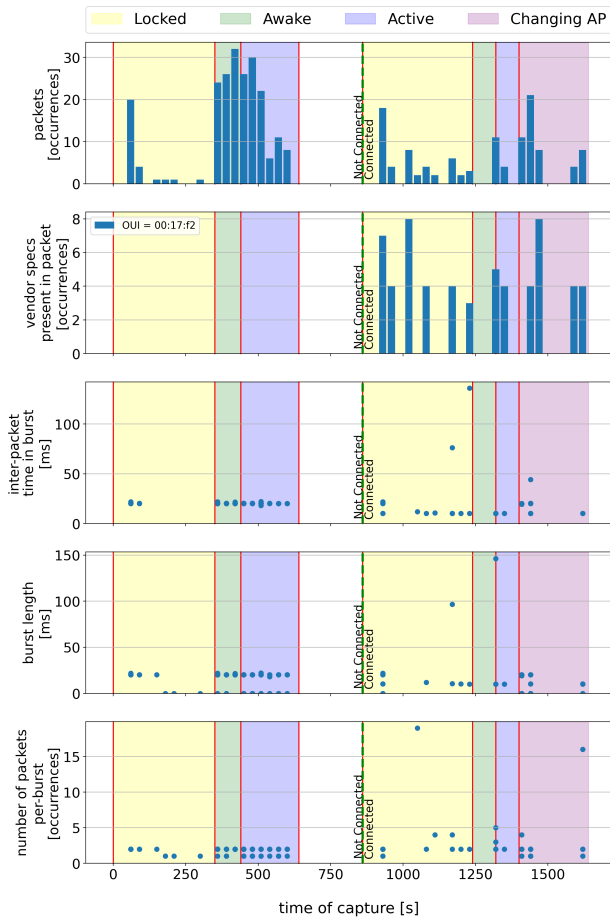 Locked Awake Active Changing AP
packets
[occurrences]
30
20
10
0
Not Connected
Connected
vendor specs
present in packet
[occurrences]
8
6
4
2
0
OUI = 00:17:f2
Not Connected
Connected
inter-packet
time in burst
[ms]
100
50
0
Not Connected
Connected
burst length
[ms]
150
100
50
0
Not Connected
Connected
number of packets
per-burst
[occurrences]
15
10
5
0
Not Connected
Connected
0 250 500 750 1000 1250 1500
time of capture [s]